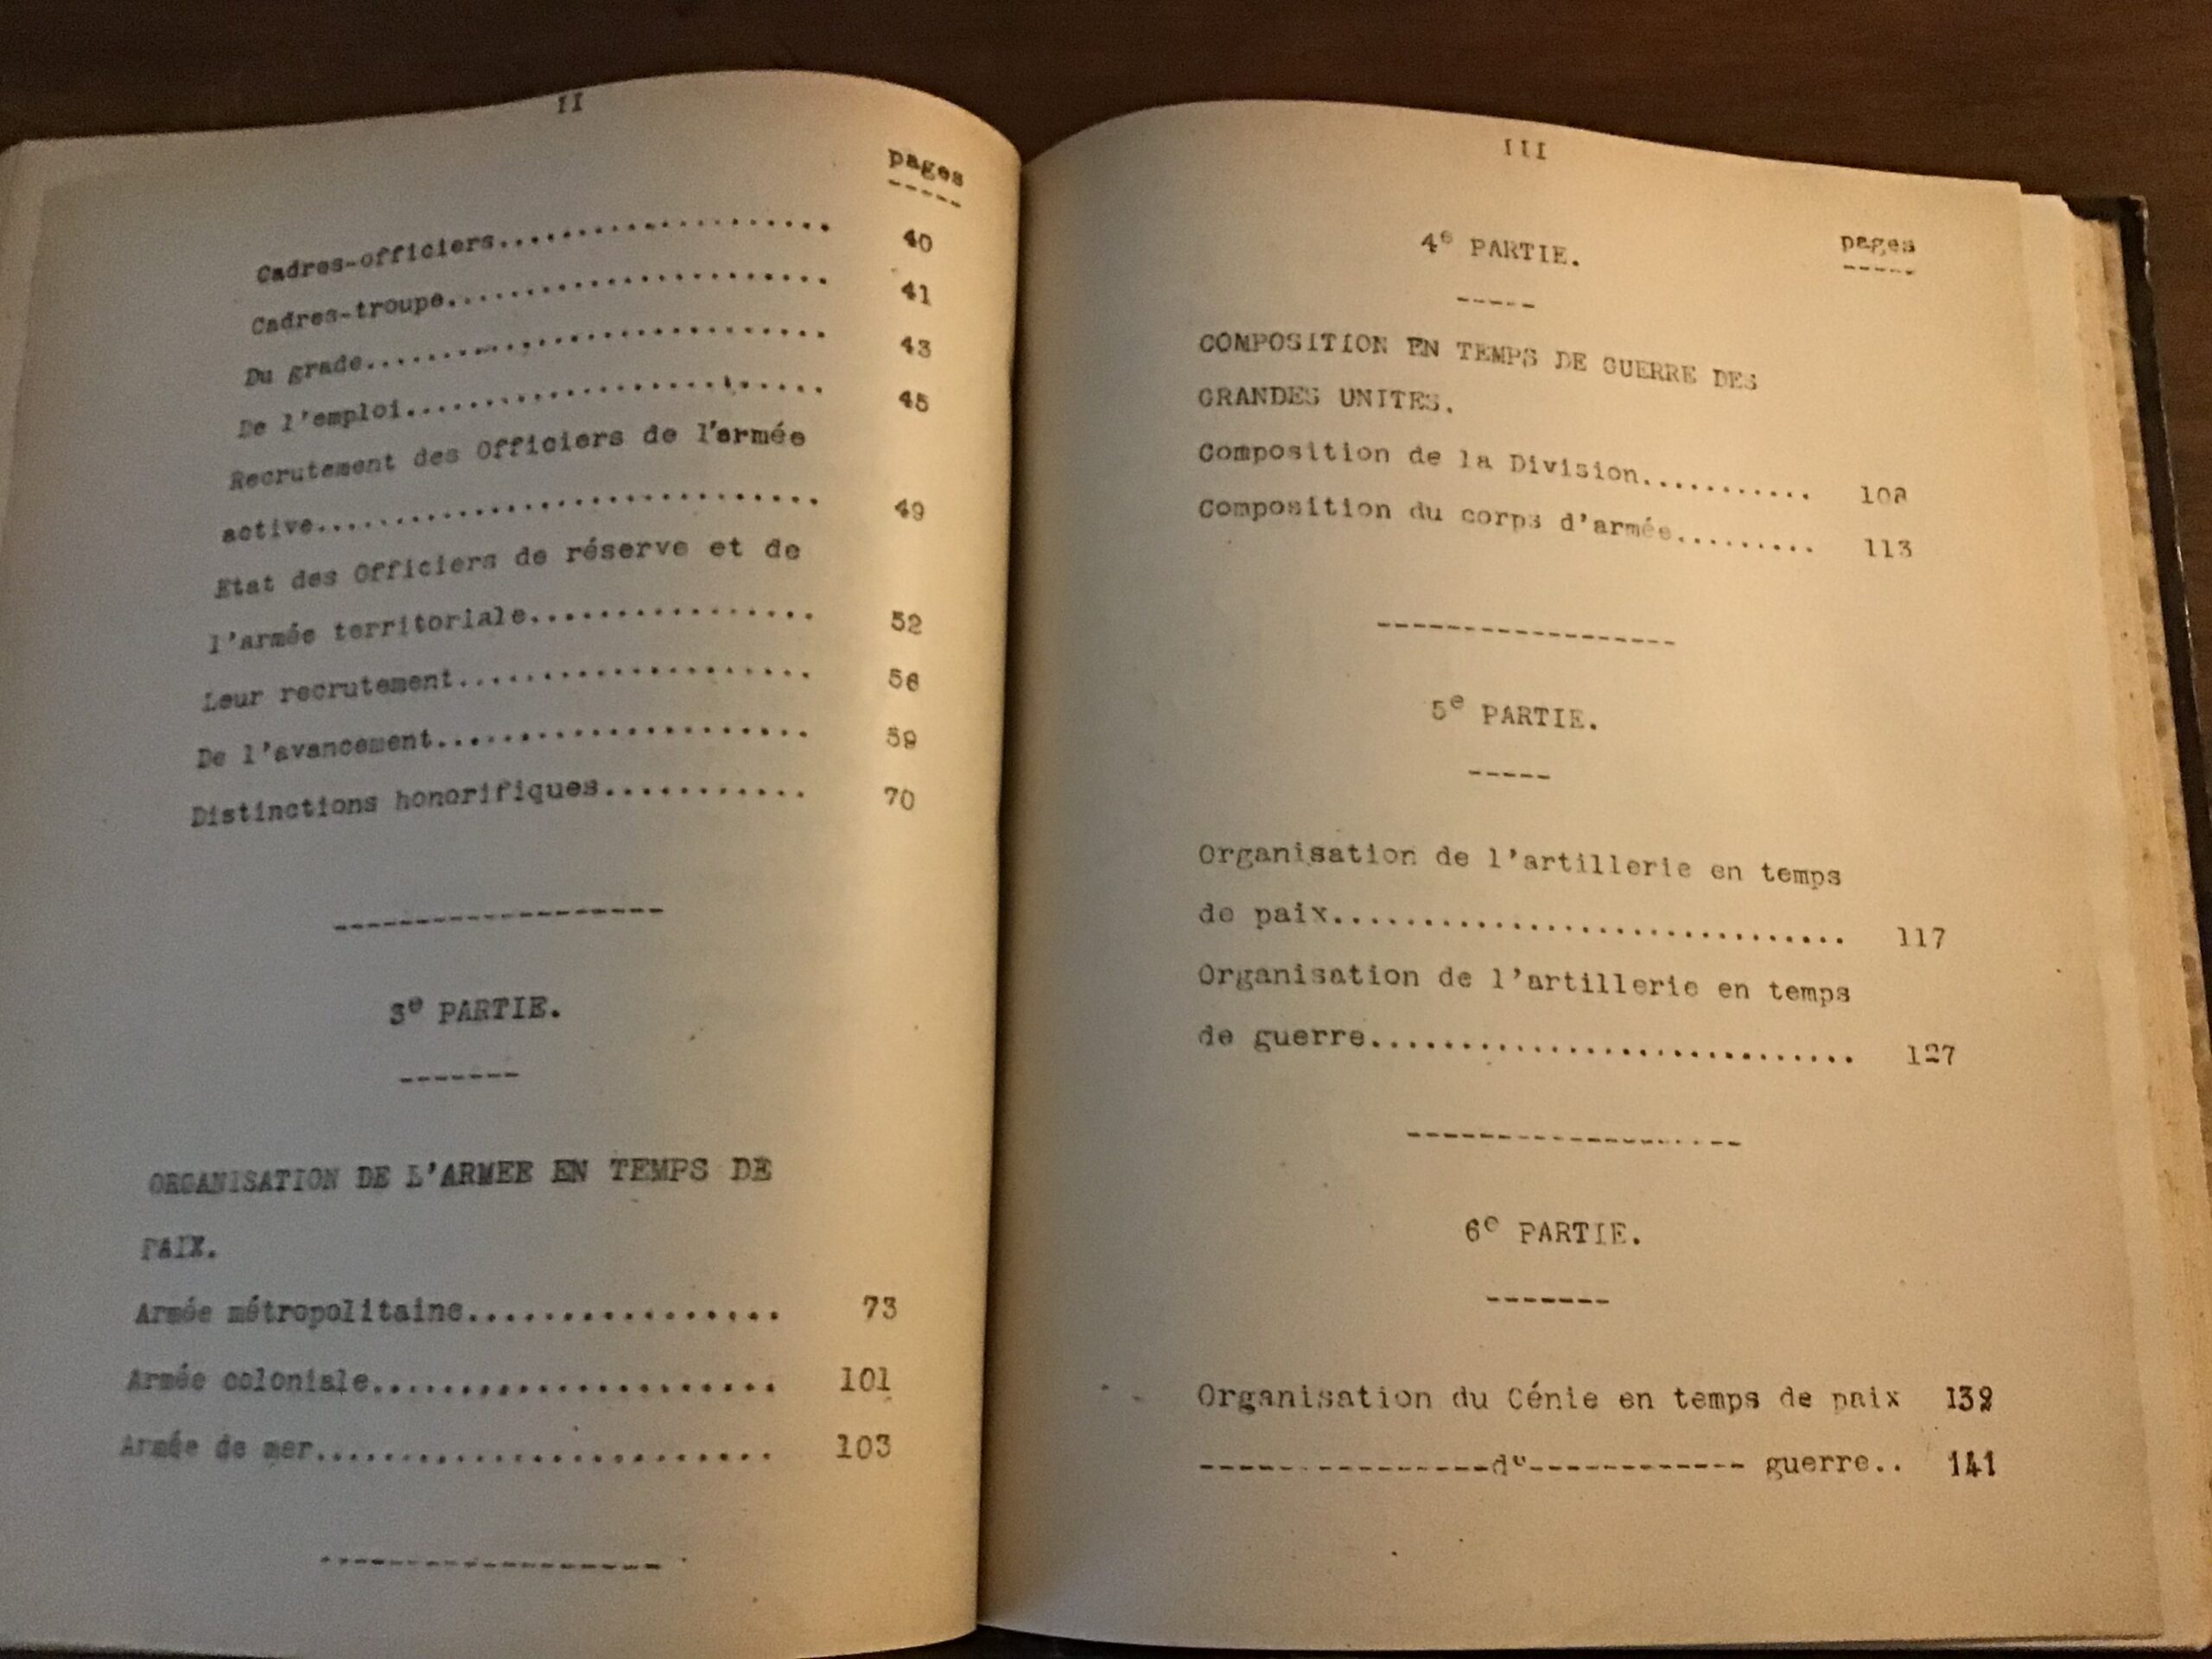 II
pages
Cadres-officiers..................... 40
Cadres-troupe........................ 41
Du grade............................. 43
De l'emploi.......................... 45
Recrutement des Officiers de l'armée
active................................ 49
Etat des Officiers de réserve et de
l'armée territoriale................. 52
Leur recrutement..................... 56
De l'avancement...................... 59
Distinctions honorifiques........... 70
3e PARTIE.
ORGANISATION DE L'ARMEE EN TEMPS DE
PAIX.
Armée métropolitaine................ 73
Armée coloniale...................... 101
Armée de mer......................... 103
III
4e PARTIE.
pages
COMPOSITION EN TEMPS DE GUERRE DES
GRANDES UNITES.
Composition de la Division...........
Composition du corps d'armée......... 113
5e PARTIE.
Organisation de l'artillerie en temps
de paix.............................. 117
Organisation de l'artillerie en temps
de guerre............................ 127
6e PARTIE.
Organisation du Génie en temps de paix 139
----------------do------------ guerre.. 141